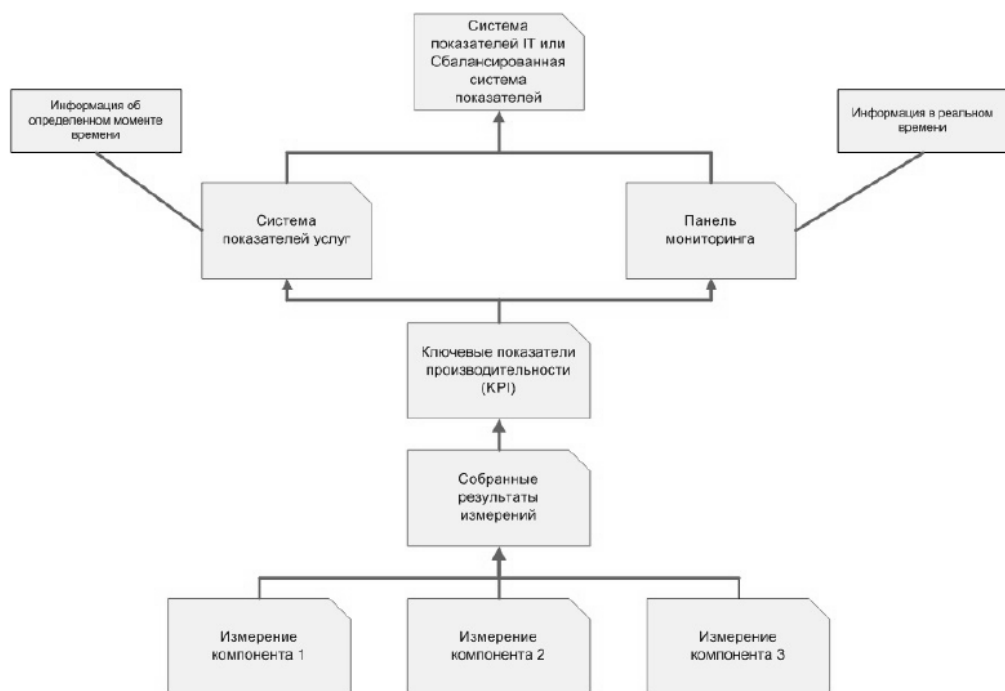 Система
показателей IT или
Сбалансированная
система
показателей
Информация об
определенном моменте
времени
Информация в реальном
времени
Система
показателей услуг
Панель
мониторинга
Ключевые показатели
производительности
(KPI)
Собранные
результаты
измерений
Измерение
компонента 1
Измерение
компонента 2
Измерение
компонента 3